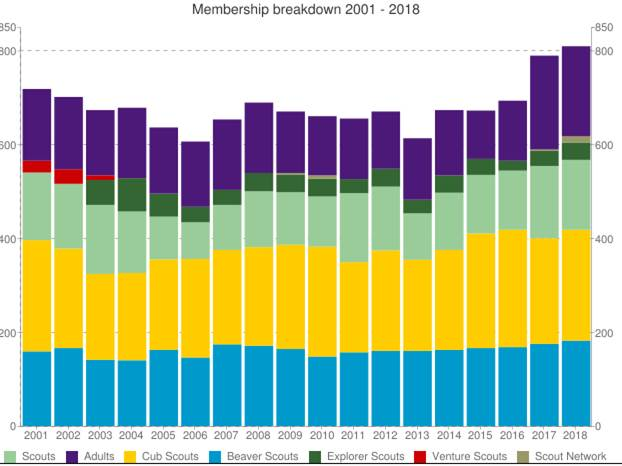 Membership breakdown 2001 - 2018
850 850
800 800
600 600
400 400
200 200
0 0
2001 2002 2003 2004 2005 2006 2007 2008 2009 2010 2011 2012 2013 2014 2015 2016 2017 2018
Scouts Adults Cub Scouts Beaver Scouts Explorer Scouts Venture Scouts Scout Network